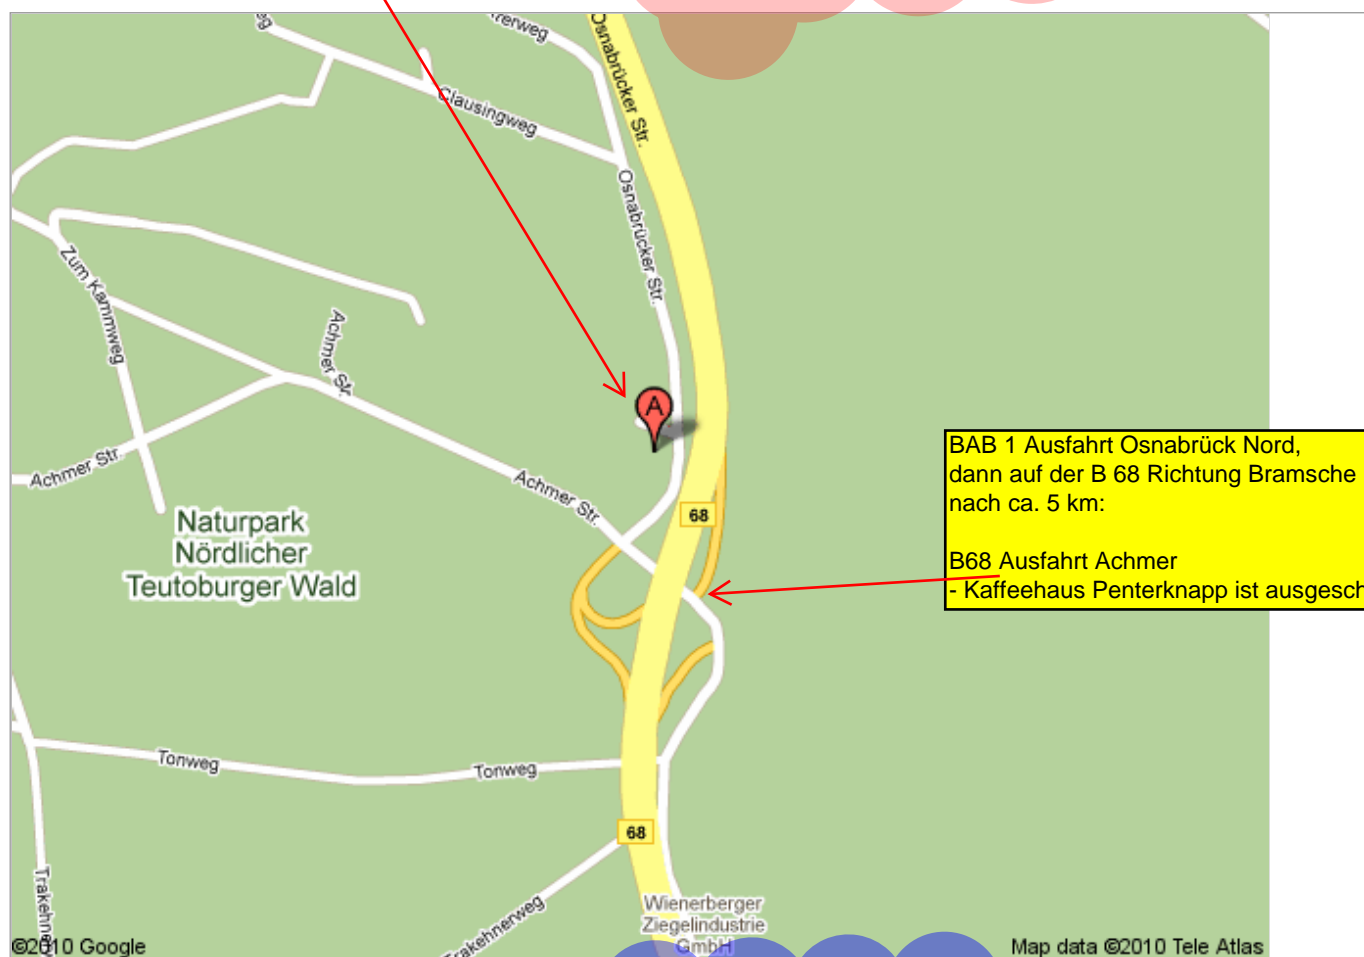 Osnabrücker Str.
Clausingweg
Osnabrücker Str.
Zum Kammweg
Achmer Str.
A
Achmer Str.
Achmer Str.
68
BAB 1 Ausfahrt Osnabrück Nord,
dann auf der B 68 Richtung Bramsche
nach ca. 5 km:
B68 Ausfahrt Achmer
- Kaffeehaus Penterknapp ist ausgesch
Naturpark
Nördlicher
Teutoburger Wald
Tonweg
Tonweg
68
Trakehnerweg
Wienerberger
Ziegelindustrie
GmbH
©2010 Google
Map data ©2010 Tele Atlas